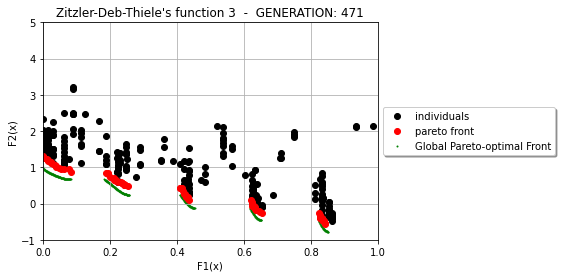 Zitzler-Deb-Thiele's function 3 - GENERATION: 471
5
4
3
2
1
0
−1
F2(x)
0.0 0.2 0.4 0.6 0.8 1.0
F1(x)
individuals
pareto front
Global Pareto-optimal Front